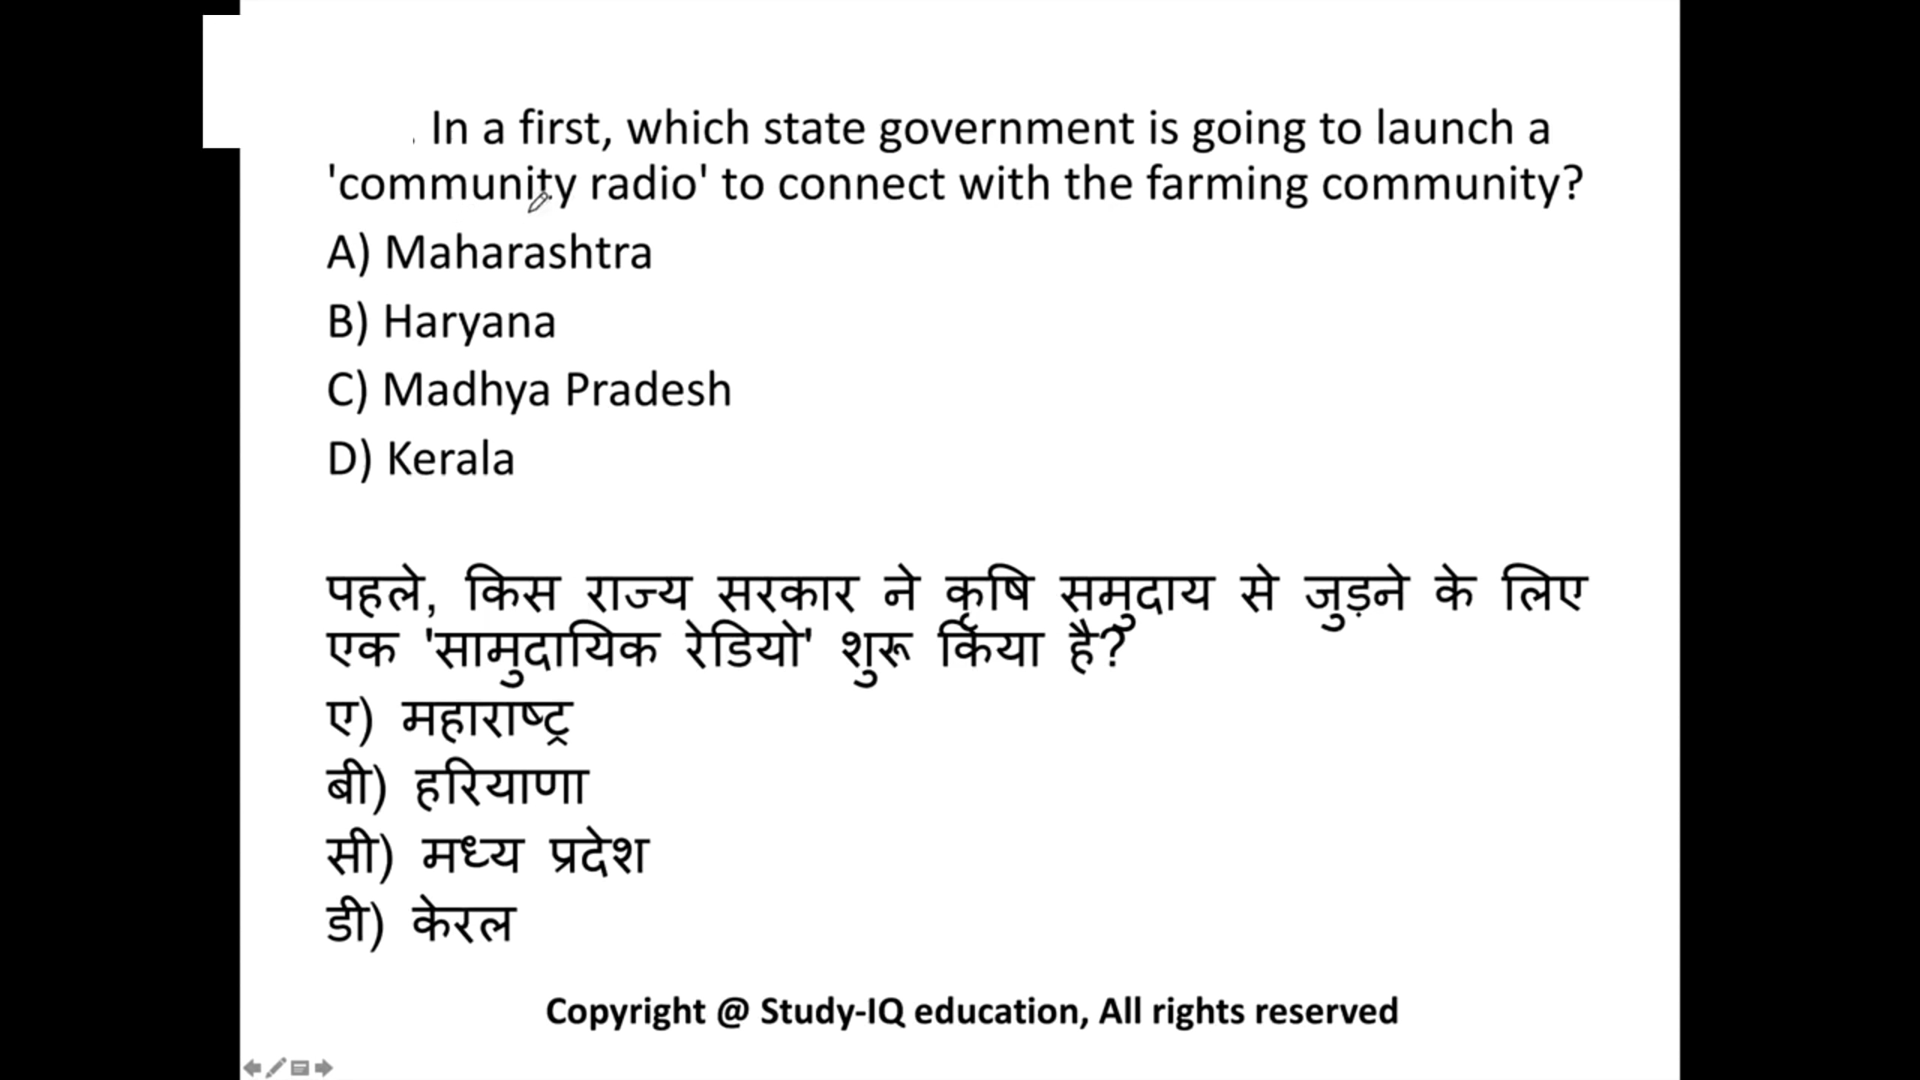 . In a first, which state government is going to launch a
'community radio' to connect with the farming community?
A) Maharashtra
B) Haryana
C) Madhya Pradesh
D) Kerala
पहले, किस राज्य सरकार ने कृषि समुदाय से जुड़ने के लिए
एक 'सामुदायिक रेडियो' शुरू किया है?
ए) महाराष्ट्र
बी) हरियाणा
सी) मध्य प्रदेश
डी) केरल
Copyright @ Study-IQ education, All rights reserved